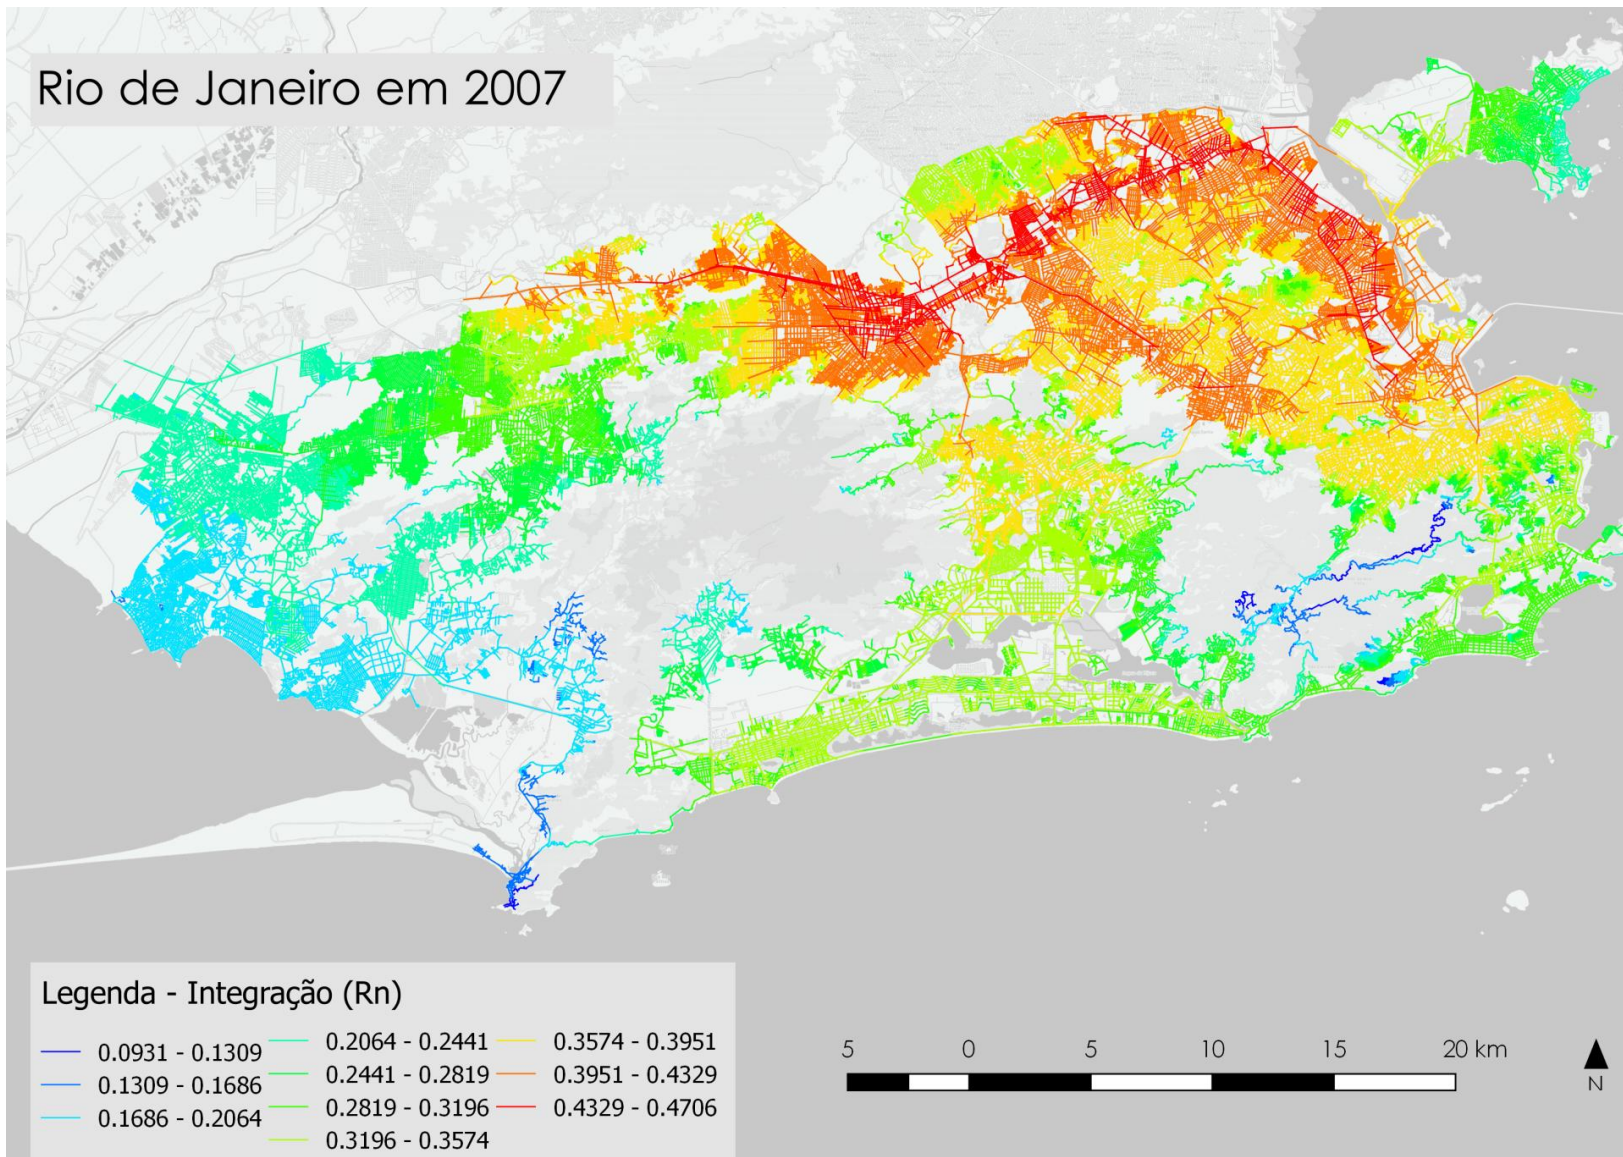 Rio de Janeiro em 2007
Legenda - Integração (Rn)
0.0931 - 0.1309
0.1309 - 0.1686
0.1686 - 0.2064
0.2064 - 0.2441
0.2441 - 0.2819
0.2819 - 0.3196
0.3196 - 0.3574
0.3574 - 0.3951
0.3951 - 0.4329
0.4329 - 0.4706
5 0 5 10 15 20 km
N